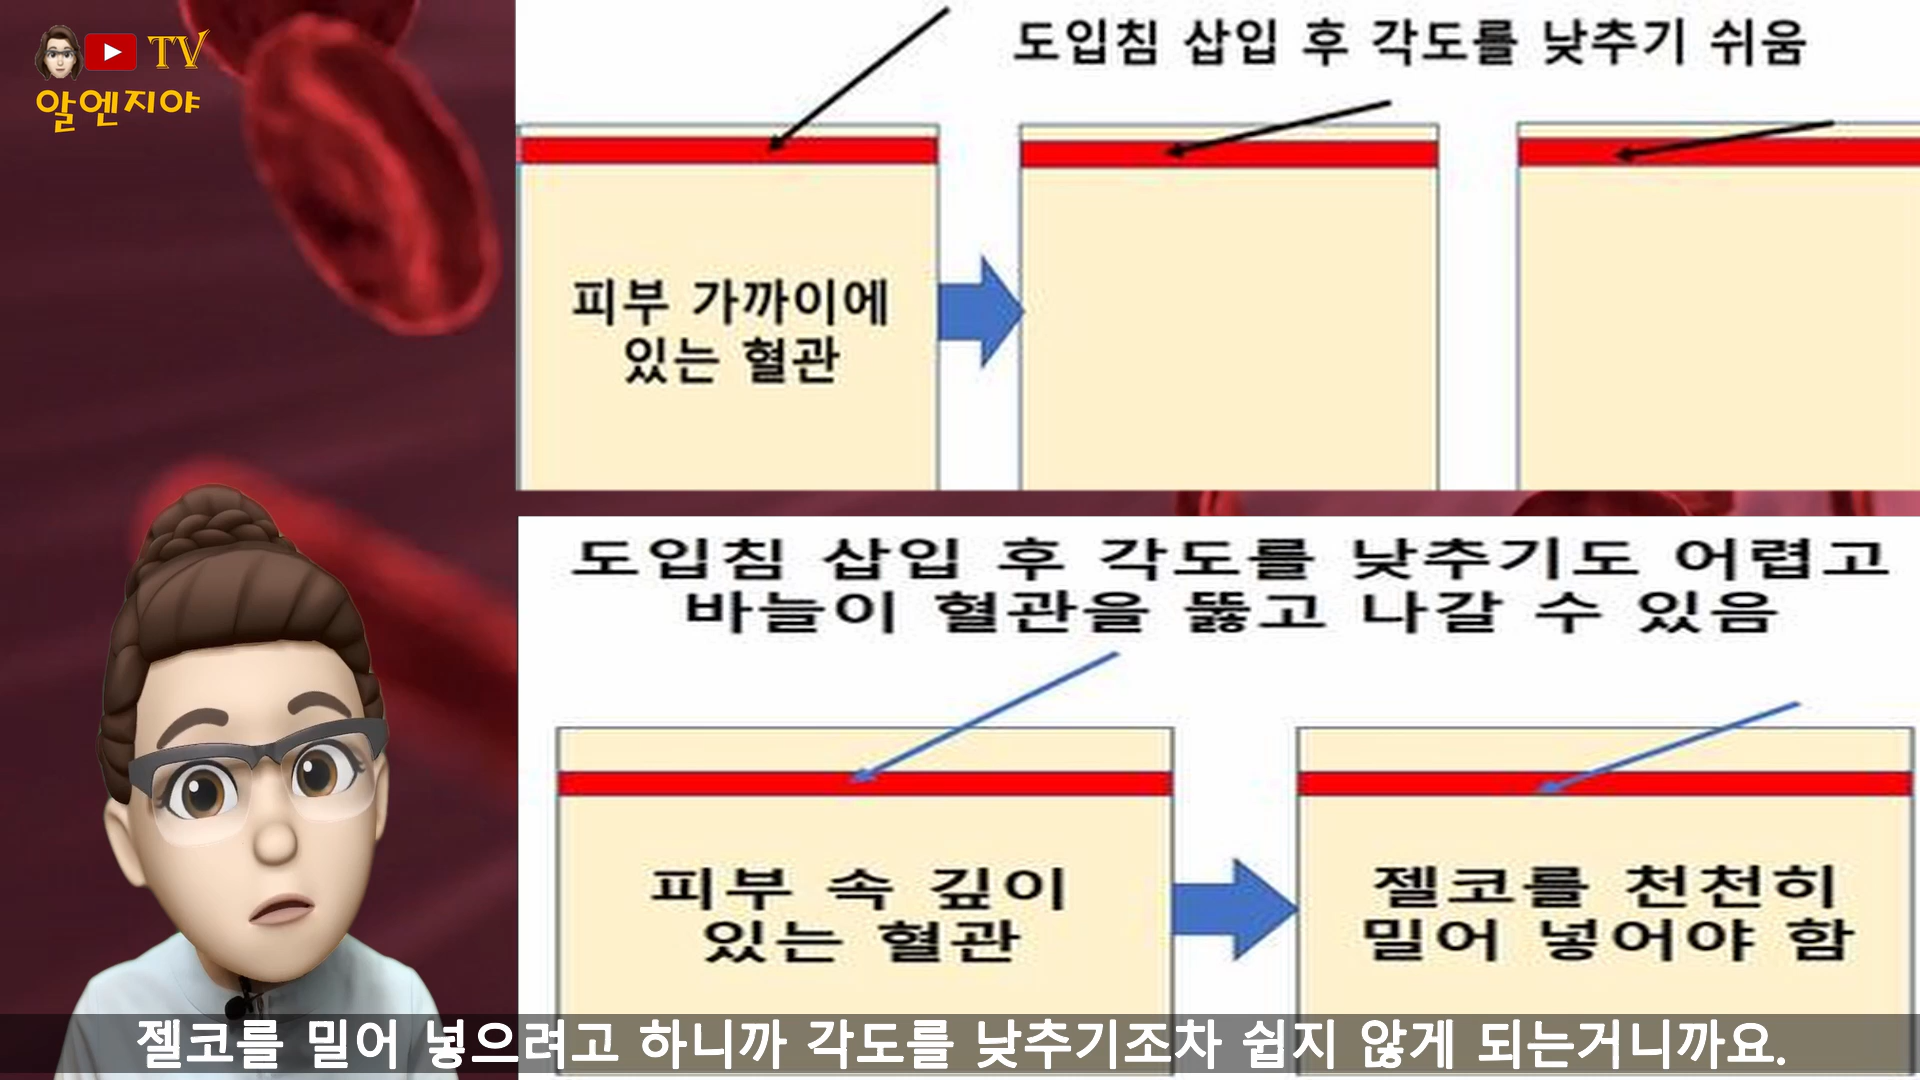 TV
알엔지야
도입침 삽입 후 각도를 낮추기 쉬움
피부 가까이에
있는 혈관
도입침 삽입 후 각도를 낮추기도 어렵고
바늘이 혈관을 뚫고 나갈 수 있음
피부 속 깊이
있는 혈관
젤코를 천천히
밀어 넣어야 함
젤코를 밀어 넣으려고 하니까 각도를 낮추기조차 쉽지 않게 되는거니까요.